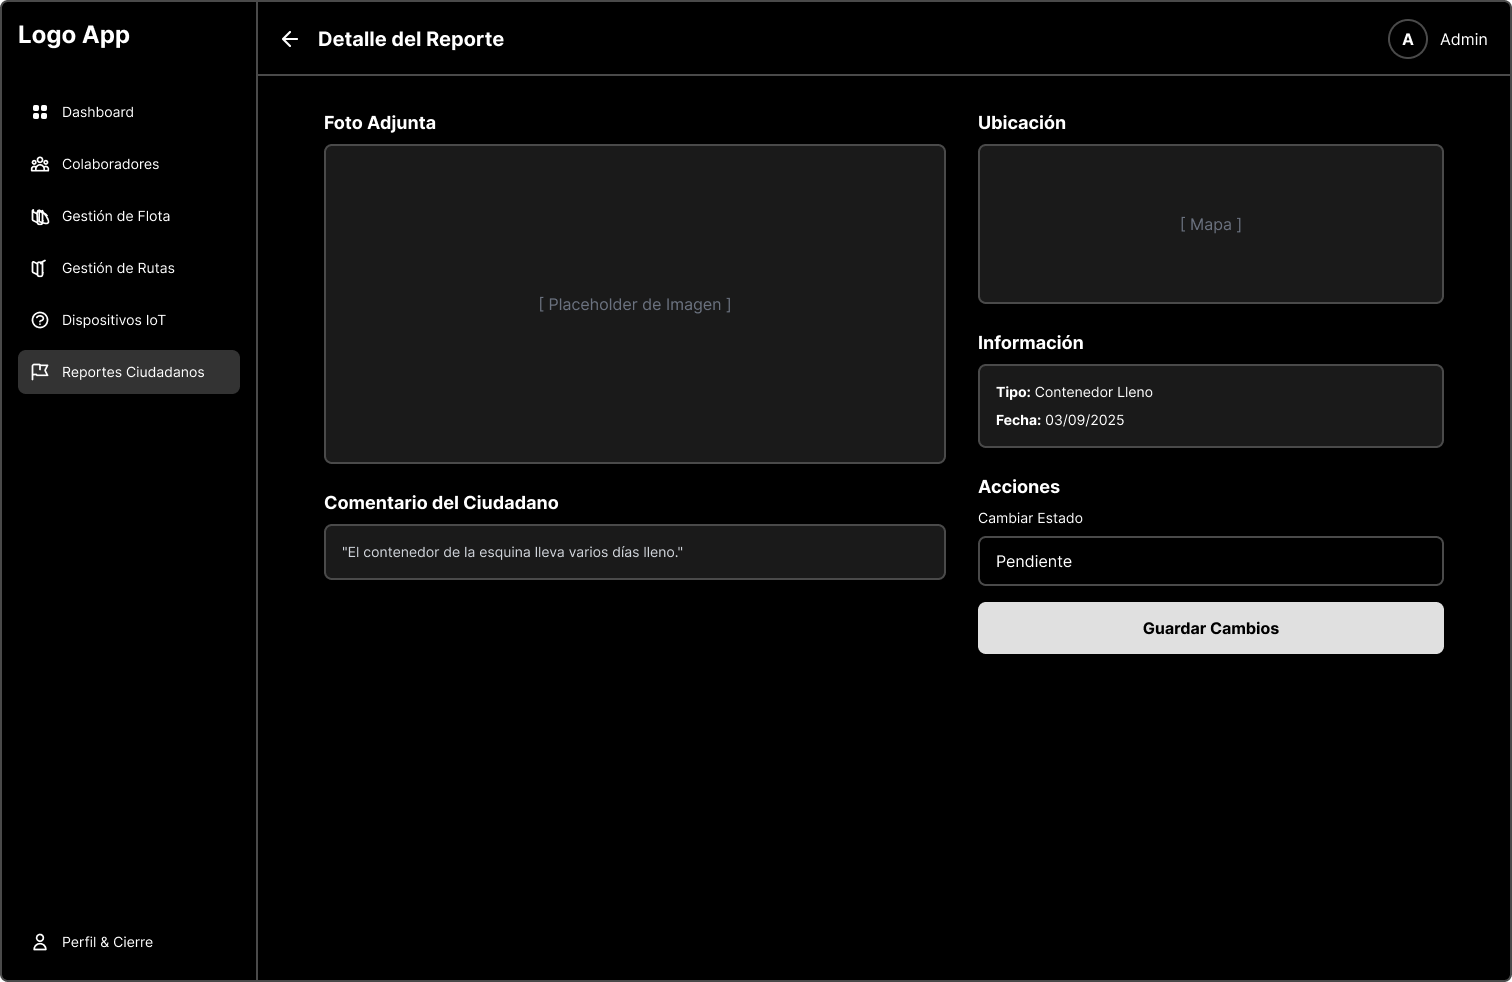 Logo App
Dashboard
Colaboradores
Gestión de Flota
Gestión de Rutas
Dispositivos IoT
Reportes Ciudadanos
Perfil & Cierre
Detalle del Reporte
A
Admin
Foto Adjunta
[ Placeholder de Imagen ]
Comentario del Ciudadano
"El contenedor de la esquina lleva varios días lleno."
Ubicación
[ Mapa ]
Información
Tipo: Contenedor Lleno
Fecha: 03/09/2025
Acciones
Cambiar Estado
Pendiente
Guardar Cambios